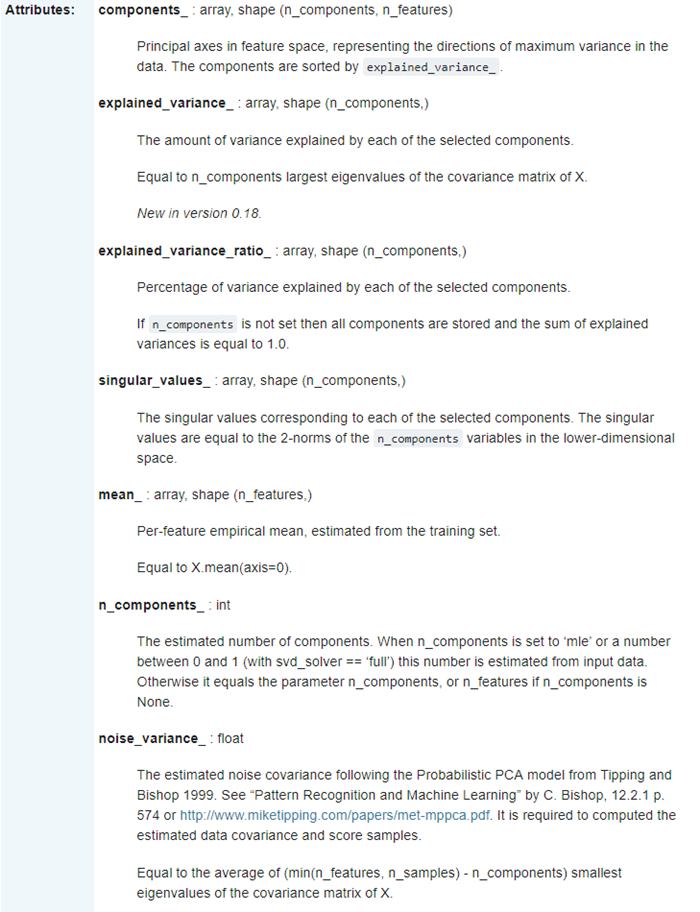 Attributes: components_ : array, shape (n_components, n_features)
Principal axes in feature space, representing the directions of maximum variance in the
data. The components are sorted by explained_variance_ .
explained_variance_ : array, shape (n_components,)
The amount of variance explained by each of the selected components.
Equal to n_components largest eigenvalues of the covariance matrix of X.
New in version 0.18.
explained_variance_ratio_ : array, shape (n_components,)
Percentage of variance explained by each of the selected components.
If n_components is not set then all components are stored and the sum of explained
variances is equal to 1.0.
singular_values_ : array, shape (n_components,)
The singular values corresponding to each of the selected components. The singular
values are equal to the 2-norms of the n_components variables in the lower-dimensional
space.
mean_ : array, shape (n_features,)
Per-feature empirical mean, estimated from the training set.
Equal to X.mean(axis=0).
n_components_ : int
The estimated number of components. When n_components is set to ‘mle’ or a number
between 0 and 1 (with svd_solver == ‘full’) this number is estimated from input data.
Otherwise it equals the parameter n_components, or n_features if n_components is
None.
noise_variance_ : float
The estimated noise covariance following the Probabilistic PCA model from Tipping and
Bishop 1999. See “Pattern Recognition and Machine Learning” by C. Bishop, 12.2.1 p.
574 or http://www.miketipping.com/papers/met-mppca.pdf. It is required to computed the
estimated data covariance and score samples.
Equal to the average of (min(n_features, n_samples) - n_components) smallest
eigenvalues of the covariance matrix of X.